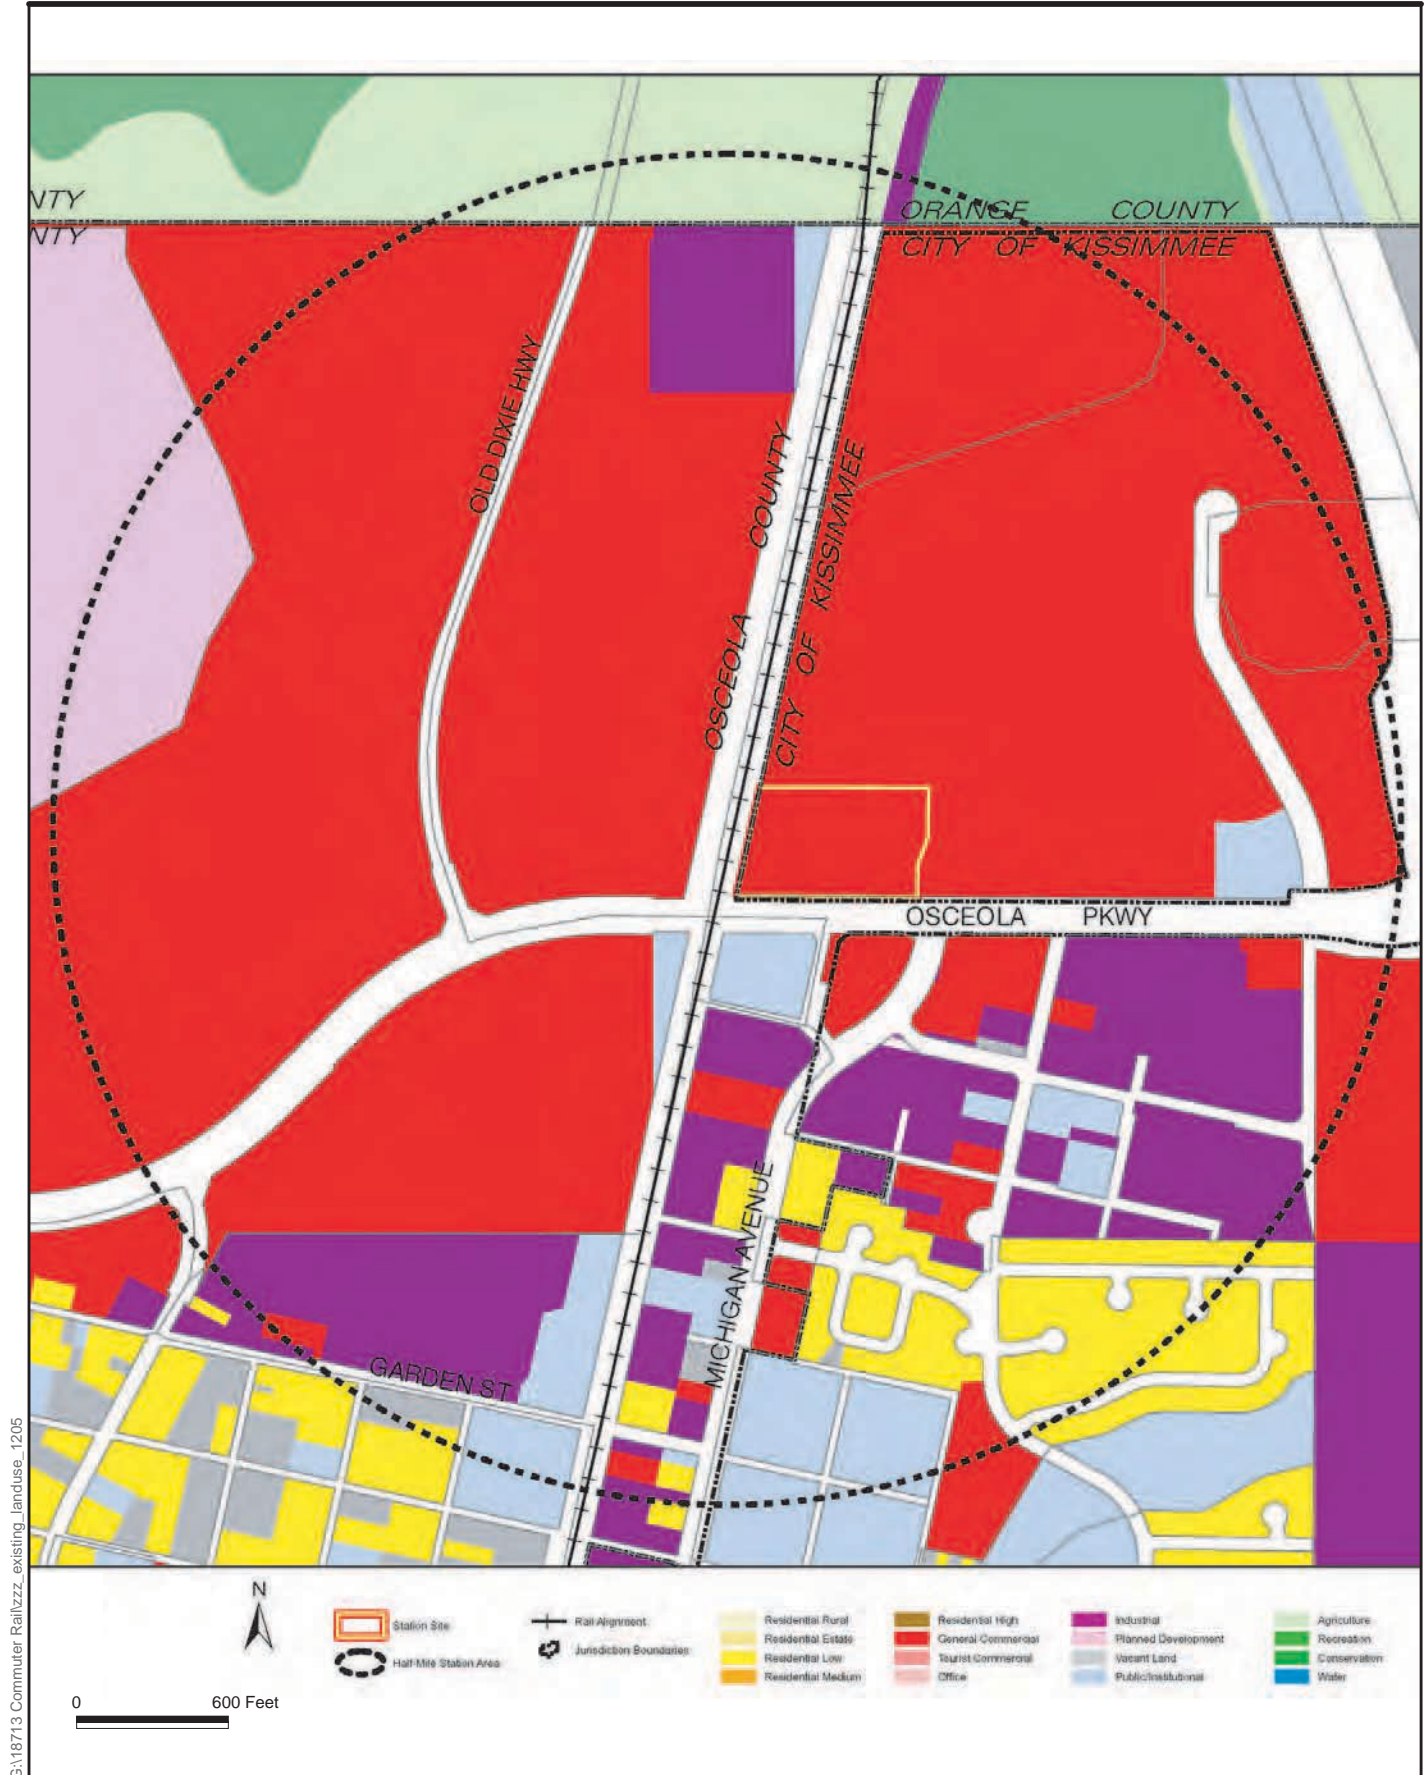 NTY
NTY
ORANGE COUNTY
CITY OF KISSIMMEE
OLD DIXIE HWY
OSCEOLA COUNTY
CITY OF KISSIMMEE
OSCEOLA PKWY
MICHIGAN AVENUE
GARDEN ST
G:\18713 Commuter Rail\zzz_existing_landuse_1205
N
0 600 Feet
Station Site
Half-Mile Station Area
Rail Alignment
Jurisdiction Boundaries
Residential Rural
Residential Estate
Residential Low
Residential Medium
Residential High
General Commercial
Tourist Commercial
Office
Industrial
Planned Development
Vacant Land
Public/Institutional
Agriculture
Recreation
Conservation
Water